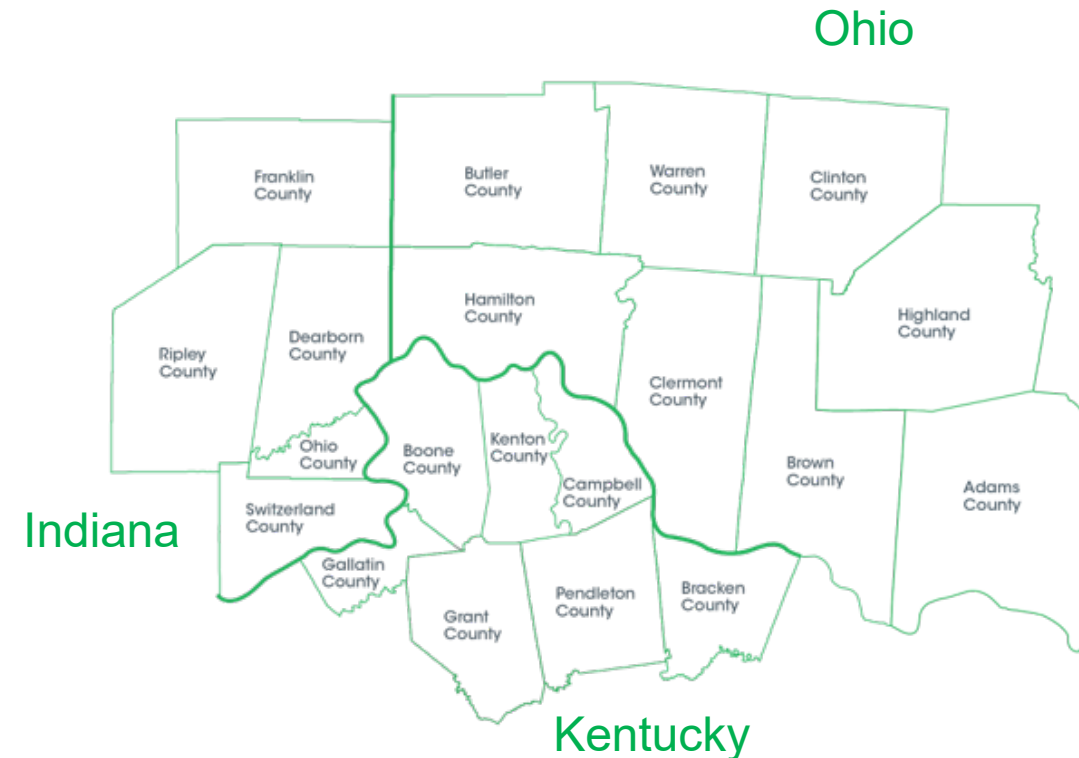 Ohio
Franklin
County
Butler
County
Warren
County
Clinton
County
Ripley
County
Dearborn
County
Hamilton
County
Highland
County
Clermont
County
Ohio
County
Boone
County
Kenton
County
Campbell
County
Brown
County
Adams
County
Indiana
Switzerland
County
Gallatin
County
Grant
County
Pendleton
County
Bracken
County
Kentucky